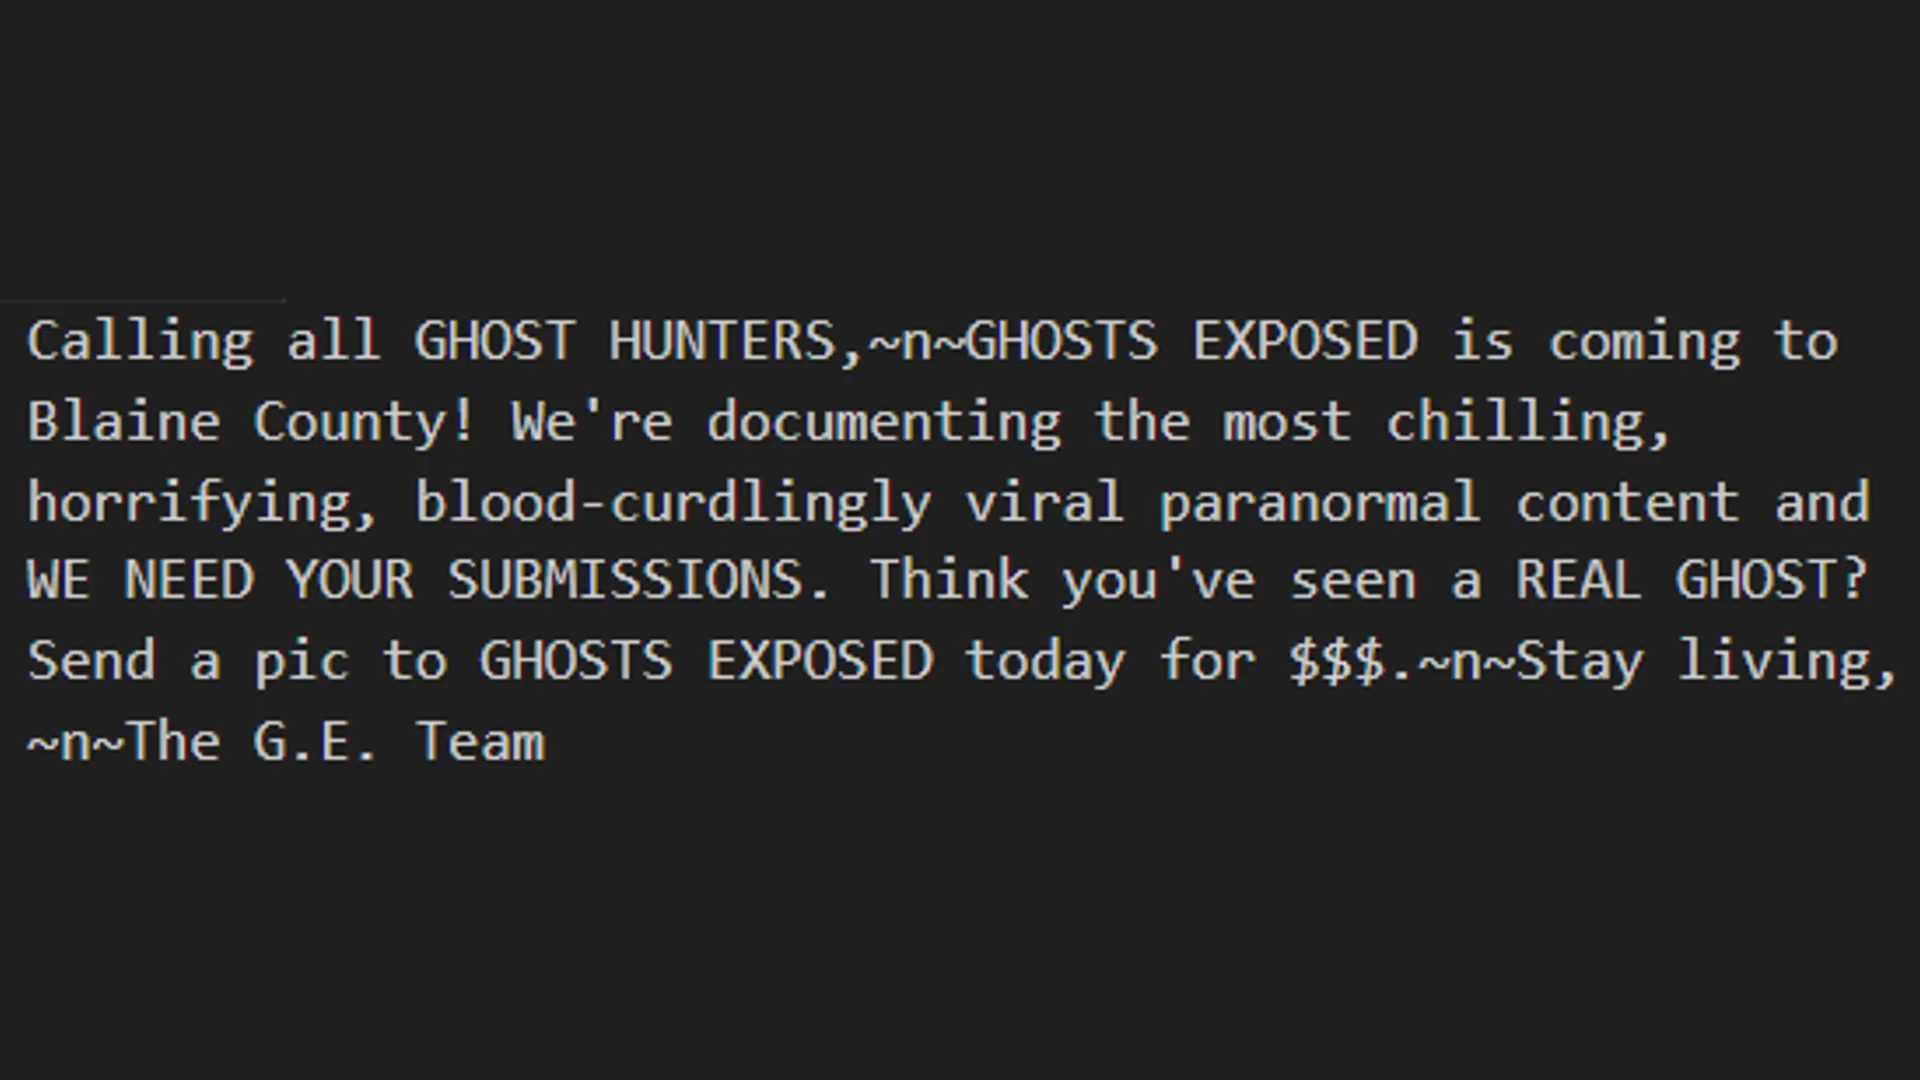 Calling all GHOST HUNTERS,~n~GHOSTS EXPOSED is coming to
Blaine County! We're documenting the most chilling,
horrifying, blood-curdlingly viral paranormal content and
WE NEED YOUR SUBMISSIONS. Think you've seen a REAL GHOST?
Send a pic to GHOSTS EXPOSED today for $$$.~n~Stay living,
~n~The G.E. Team